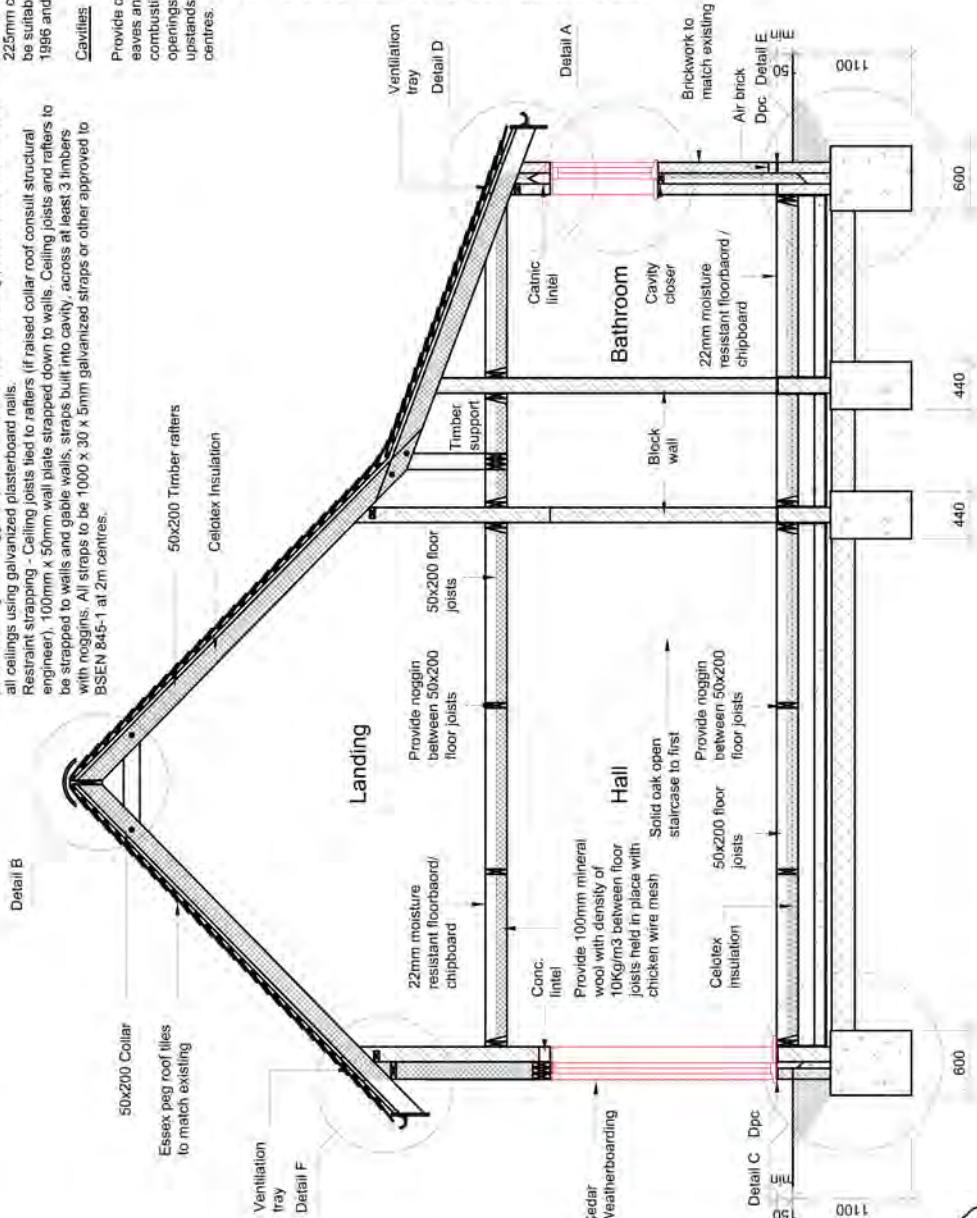 225mm
be suitab
1996 and
Cavities
Provide
eaves an
combusti
openings
upstands
centres.
all ceilings using galvanized plasterboard nails.
Restraint strapping - Ceiling joists tied to rafters (if raised collar roof consult structural
engineer). 100mm x 50mm wall plate strapped down to walls. Ceiling joists and rafters to
be strapped to walls and gable walls, straps built into cavity, across at least 3 timbers
with noggins. All straps to be 1000 x 30 x 5mm galvanized straps or other approved to
BSEN 845-1 at 2m centres.
Detail B
50x200 Collar
Essex peg roof tiles
to match existing
50x200 Timber rafters
Celotex Insulation
Ventilation
tray
Detail D
Ventilation
tray
Detail F
Landing
22mm moisture
resistant floorbaord/
chipboard
Provide noggin
between 50x200
floor joists
50x200 floor
joists
Timber
support
Catnic
lintel
Detail A
Bathroom
Cavity
closer
22mm moisture
resistant floorbaord /
chipboard
Brickwork to
match existing
Air brick
Dpc
Detail E
Conc.
lintel
Hall
Provide 100mm mineral
wool with density of
10Kg/m3 between floor
joists held in place with
chicken wire mesh
Solid oak open
staircase to first
Block
wall
Celotex
insulation
50x200 floor
joists
Provide noggin
between 50x200
floor joists
Weatherboarding
Detail C
Dpc
min
150
1100
min
1100
600
440
440
600